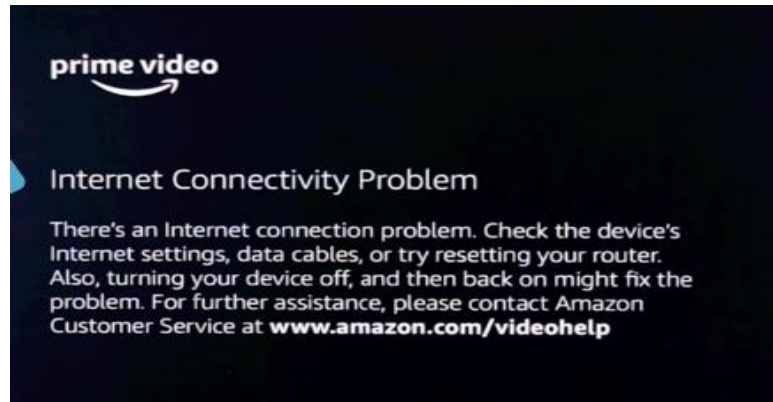 prime video
Internet Connectivity Problem
There's an Internet connection problem. Check the device's
Internet settings, data cables, or try resetting your router.
Also, turning your device off, and then back on might fix the
problem. For further assistance, please contact Amazon
Customer Service at www.amazon.com/videohelp